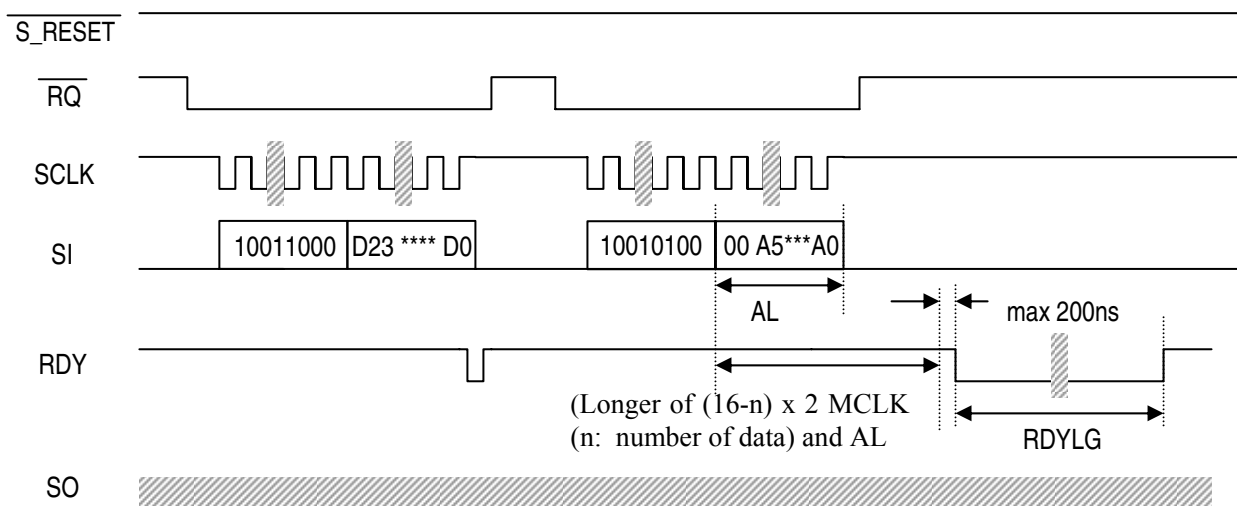 S_RESET
RQ
SCLK
SI
10011000 D23 **** D0 10010100 00 A5***A0
AL
max 200ns
RDY
(Longer of (16-n) x 2 MCLK
(n: number of data) and AL
RDYLG
SO